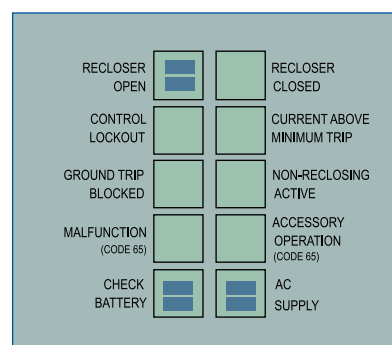 RECLOSER
OPEN
RECLOSER
CLOSED
CONTROL
LOCKOUT
CURRENT ABOVE
MINIMUM TRIP
GROUND TRIP
BLOCKED
NON-RECLOSING
ACTIVE
MALFUNCTION
(CODE 65)
ACCESSORY
OPERATION
(CODE 65)
CHECK
BATTERY
AC
SUPPLY